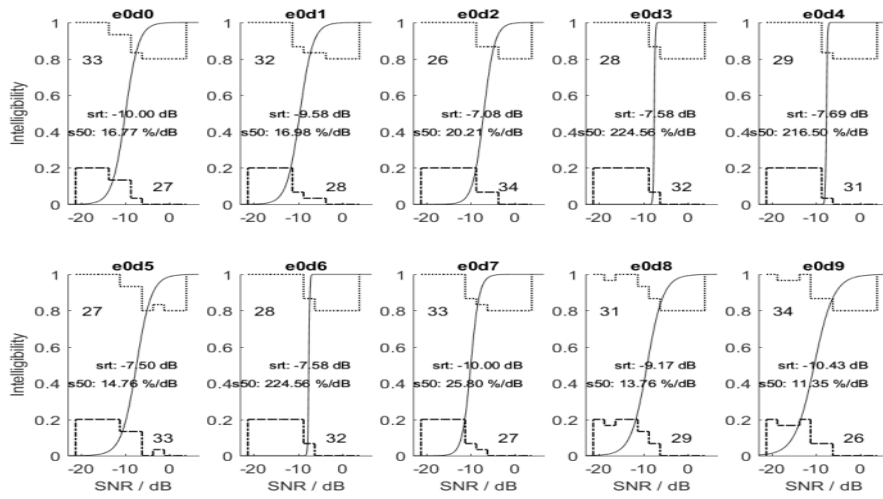 e0d0 e0d1 e0d2 e0d3 e0d4
1 1 1 1 1
33 32 26 28 29
0.8 0.8 0.8 0.8 0.8
Intelligibility
0.6 0.6 0.6 0.6 0.6
srt: -10.00 dB srt: -9.58 dB srt: -7.08 dB srt: -7.58 dB srt: -7.69 dB
0.4 s50: 16.77 %/dB 0.4 s50: 16.98 %/dB 0.4 s50: 20.21 %/dB 0.4 s50: 224.56 %/dB 0.4 s50: 216.50 %/dB
0.2 0.2 0.2 0.2 0.2
27 28 34 32 31
0 0 0 0 0
-20 -10 0 -20 -10 0 -20 -10 0 -20 -10 0 -20 -10 0
e0d5 e0d6 e0d7 e0d8 e0d9
1 1 1 1 1
27 28 33 31 34
0.8 0.8 0.8 0.8 0.8
Intelligibility
0.6 0.6 0.6 0.6 0.6
srt: -7.50 dB srt: -7.58 dB srt: -10.00 dB srt: -9.17 dB srt: -10.43 dB
0.4 s50: 14.76 %/dB 0.4 s50: 224.56 %/dB 0.4 s50: 25.80 %/dB 0.4 s50: 13.76 %/dB 0.4 s50: 11.35 %/dB
0.2 0.2 0.2 0.2 0.2
33 32 27 29 26
0 0 0 0 0
-20 -10 0 -20 -10 0 -20 -10 0 -20 -10 0 -20 -10 0
SNR / dB SNR / dB SNR / dB SNR / dB SNR / dB